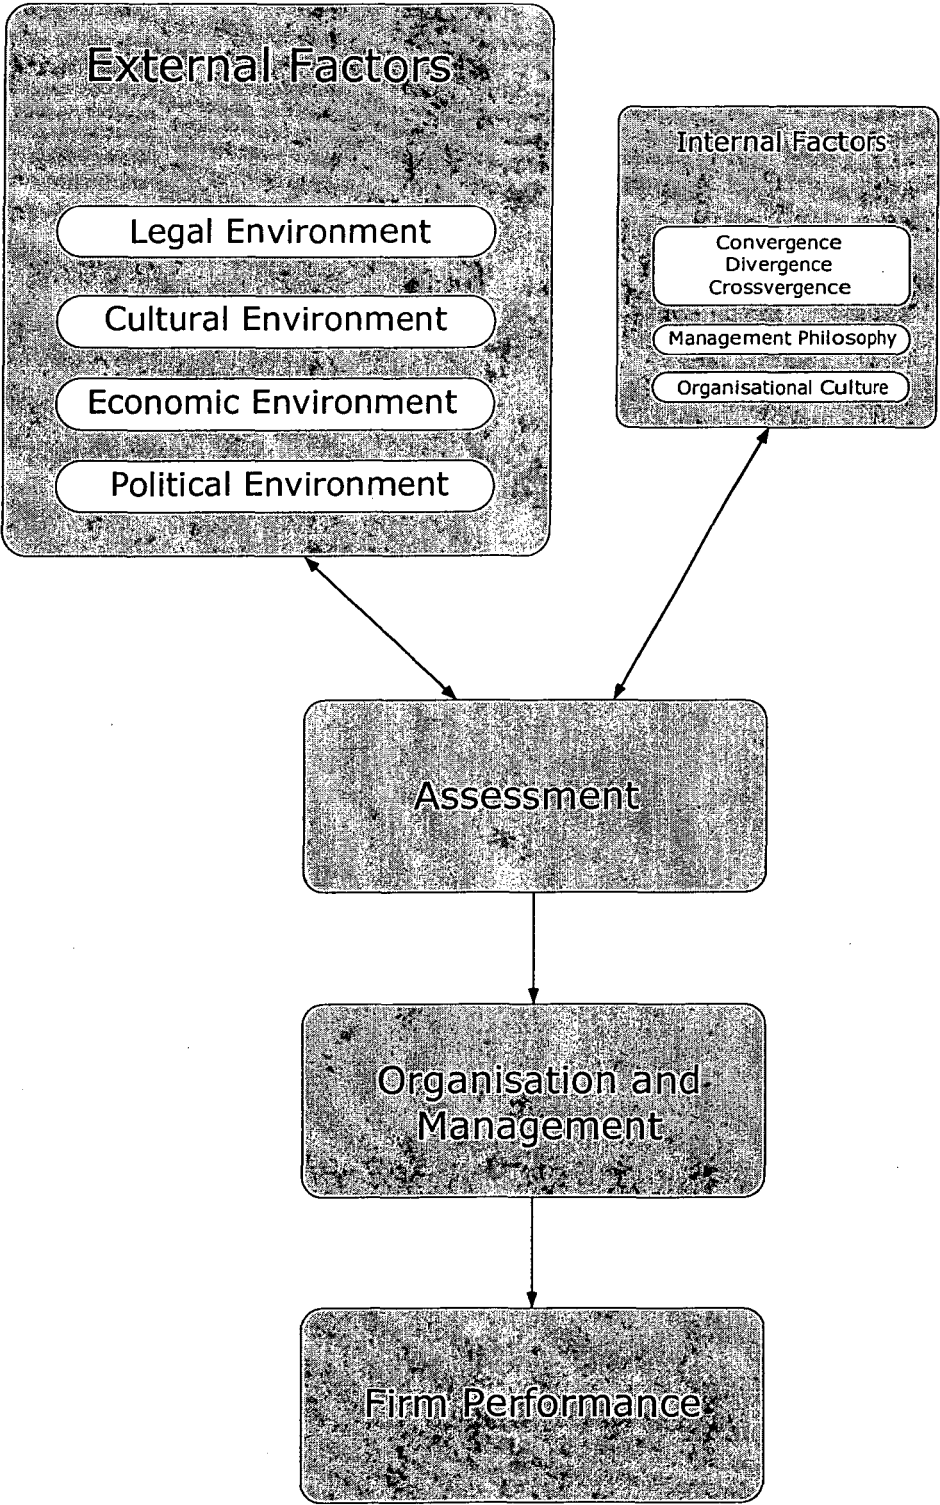 External Factors
Legal Environment
Cultural Environment
Economic Environment
Political Environment
Internal Factors
Convergence
Divergence
Crossvergence
Management Philosophy
Organisational Culture
Assessment
Organisation and
Management
Firm Performance